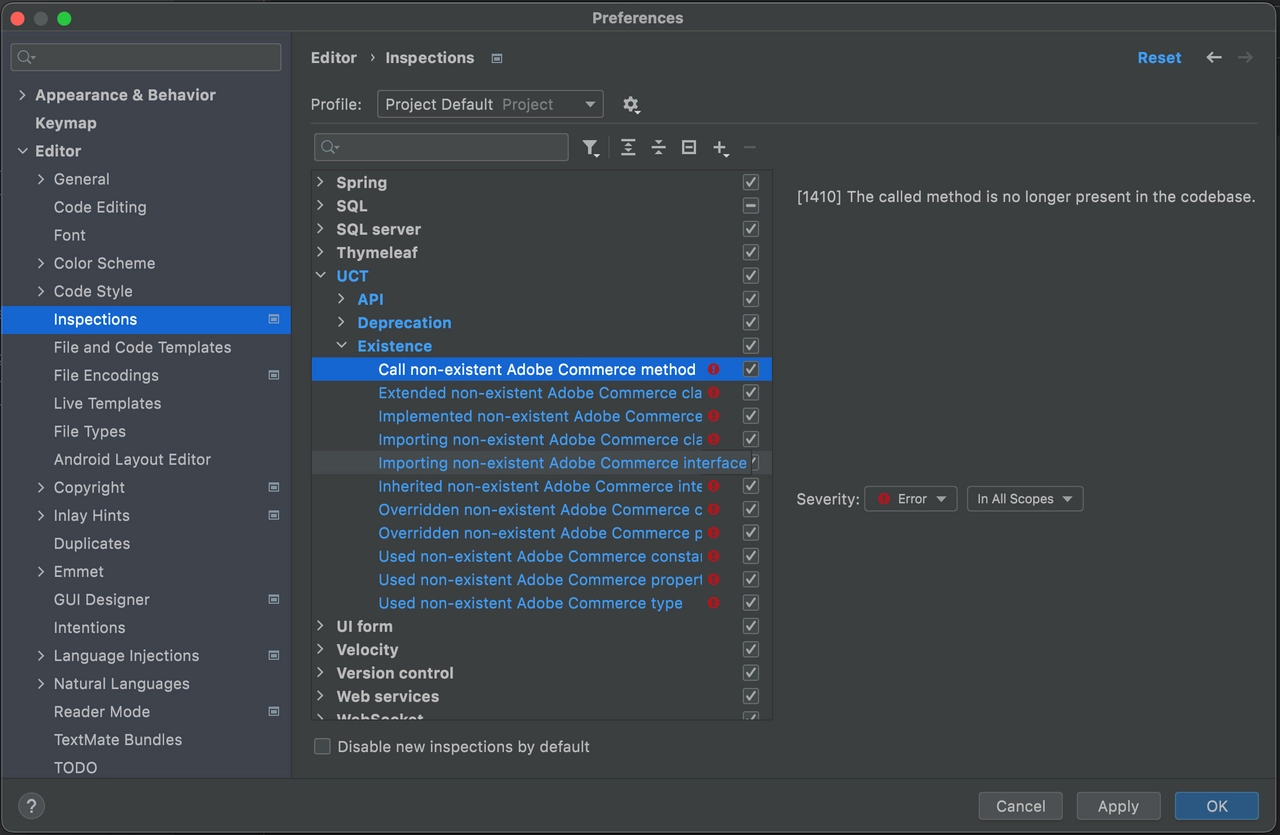 Preferences
Appearance & Behavior
Keymap
Editor
General
Code Editing
Font
Color Scheme
Code Style
Inspections
File and Code Templates
File Encodings
Live Templates
File Types
Android Layout Editor
Copyright
Inlay Hints
Duplicates
Emmet
GUI Designer
Intentions
Language Injections
Natural Languages
Reader Mode
TextMate Bundles
TODO
Editor › Inspections
Reset
Profile: Project Default Project
Spring
SQL
SQL server
Thymeleaf
UCT
API
Deprecation
Existence
Call non-existent Adobe Commerce method
Extended non-existent Adobe Commerce cla
Implemented non-existent Adobe Commerce
Importing non-existent Adobe Commerce cla
Importing non-existent Adobe Commerce interface
Inherited non-existent Adobe Commerce inte
Overridden non-existent Adobe Commerce c
Overridden non-existent Adobe Commerce p
Used non-existent Adobe Commerce consta
Used non-existent Adobe Commerce propert
Used non-existent Adobe Commerce type
UI form
Velocity
Version control
Web services
WebSocket
Disable new inspections by default
[1410] The called method is no longer present in the codebase.
Severity: Error In All Scopes
?
Cancel
Apply
OK